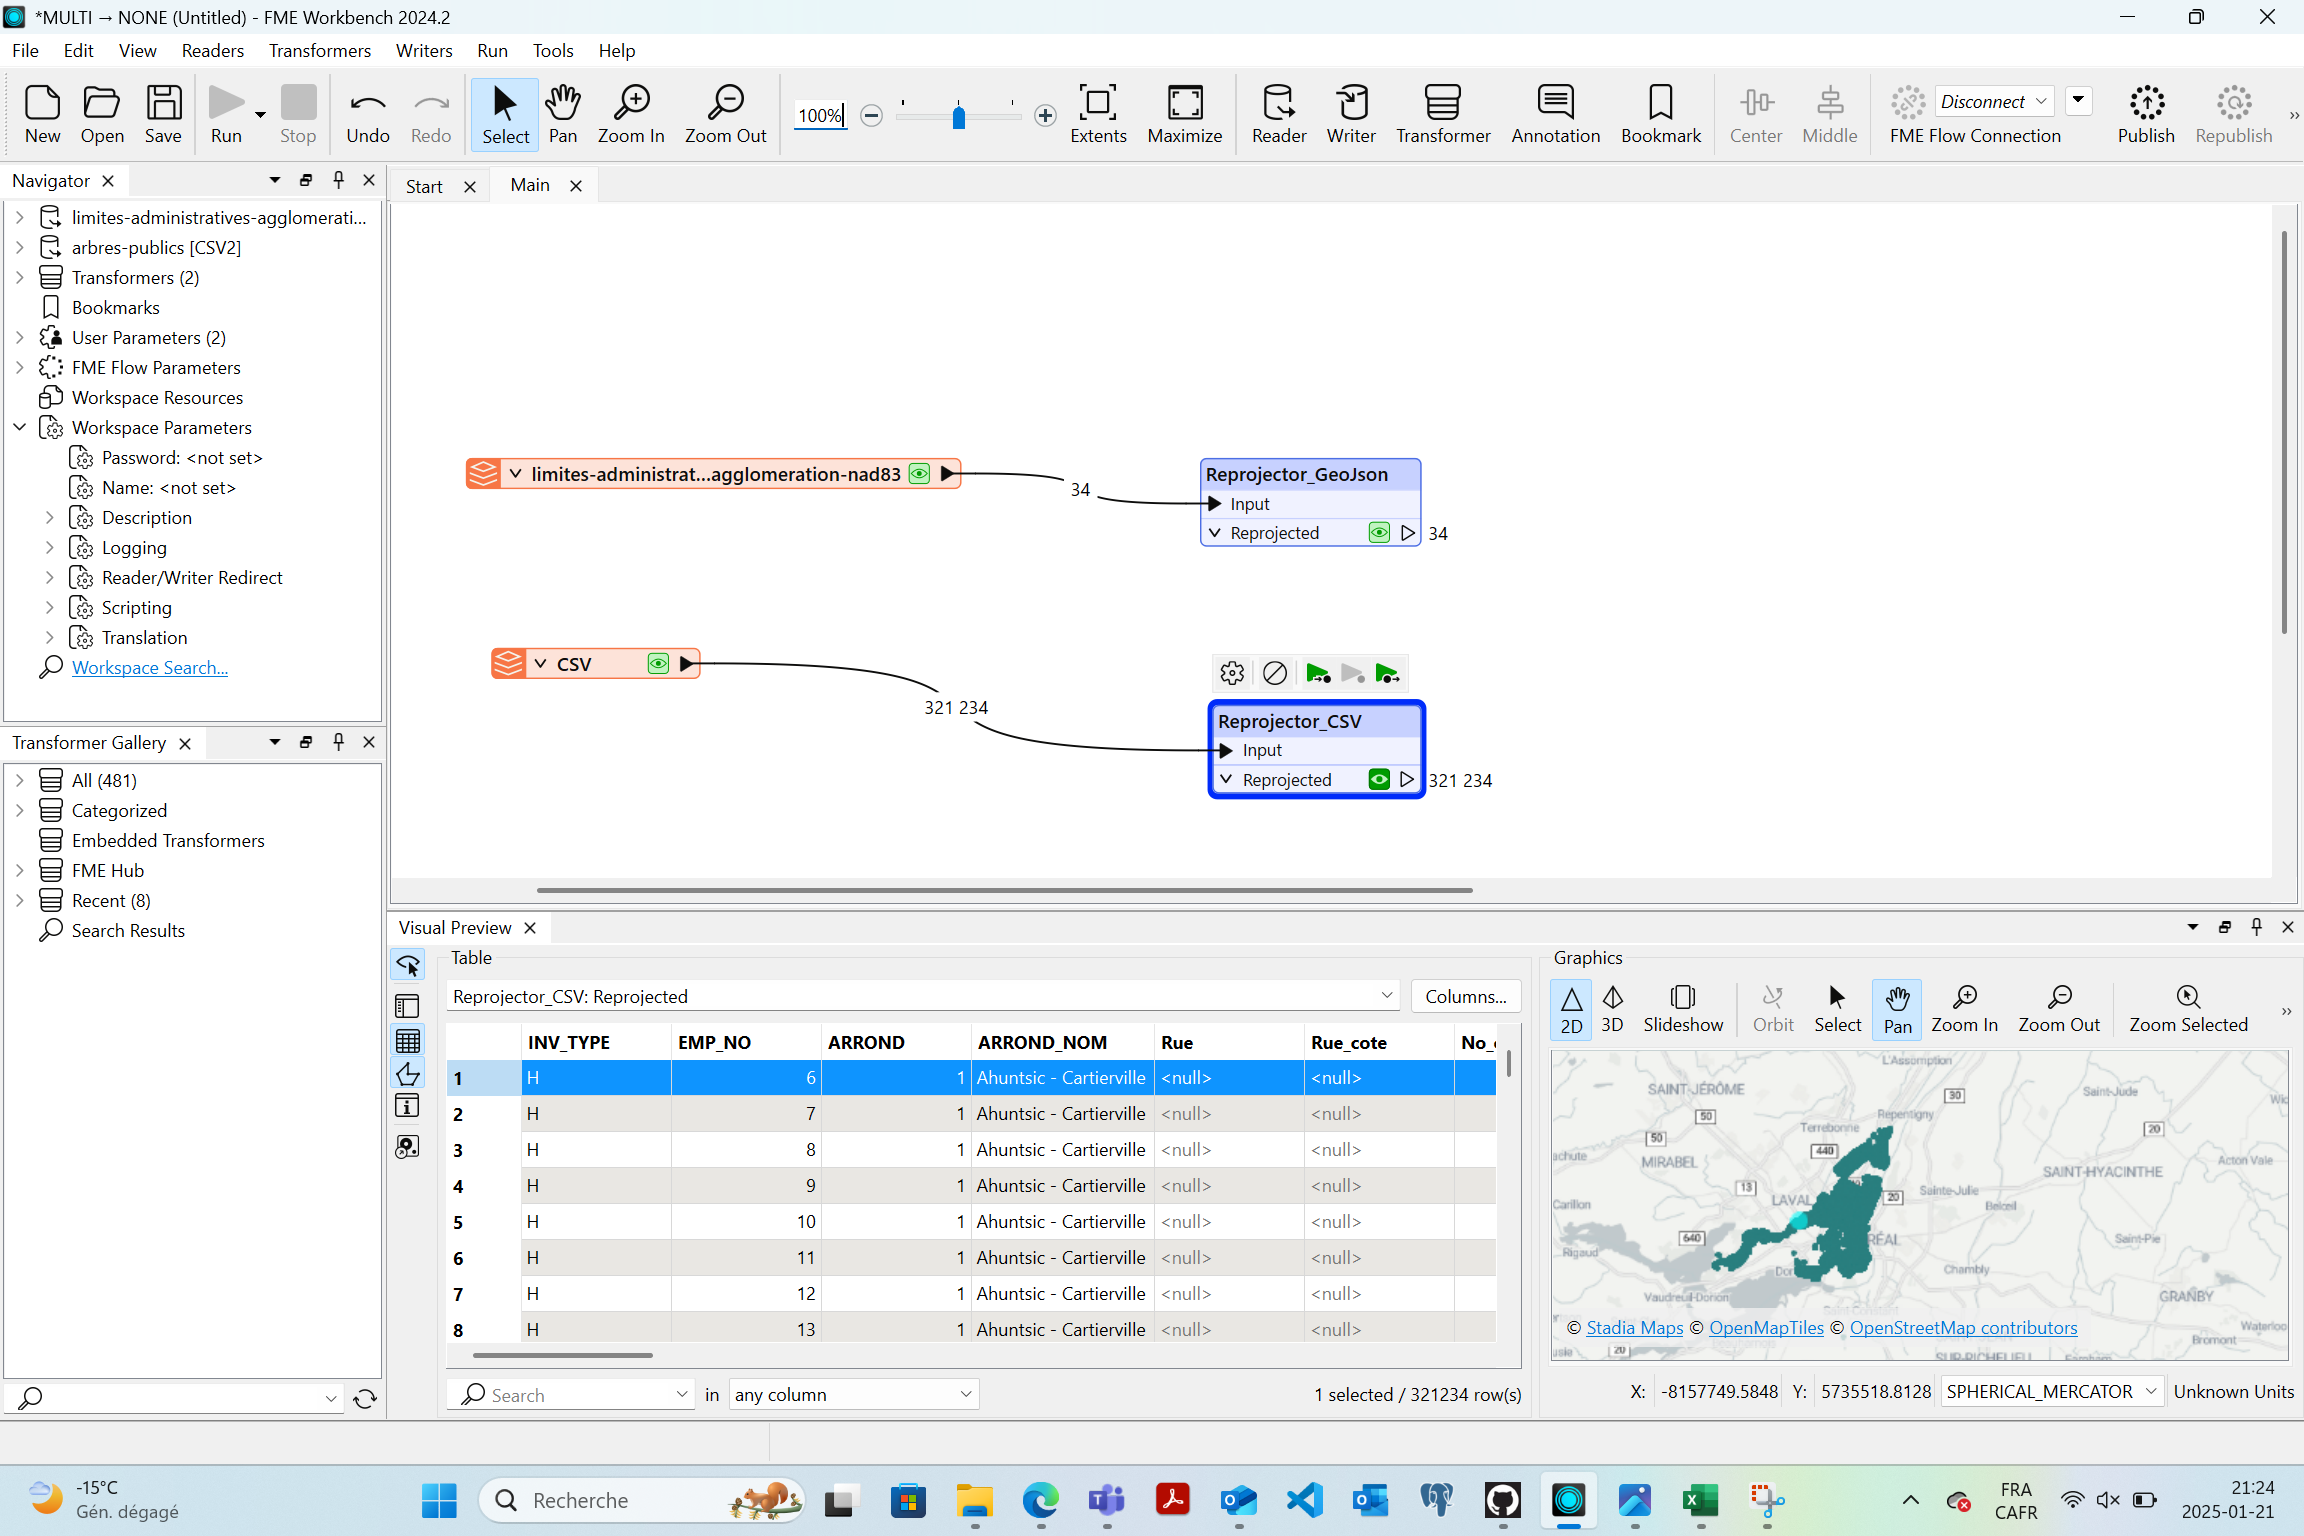 *MULTI → NONE (Untitled) - FME Workbench 2024.2
File Edit View Readers Transformers Writers Run Tools Help
New Open Save Run Stop Undo Redo Select Pan Zoom In Zoom Out 100% Extents Maximize Reader Writer Transformer Annotation Bookmark Center Middle Disconnect FME Flow Connection Publish Republish
Navigator
limites-administratives-agglomerati...
arbres-publics [CSV2]
Transformers (2)
Bookmarks
User Parameters (2)
FME Flow Parameters
Workspace Resources
Workspace Parameters
Password: <not set>
Name: <not set>
Description
Logging
Reader/Writer Redirect
Scripting
Translation
Workspace Search...
Transformer Gallery
All (481)
Categorized
Embedded Transformers
FME Hub
Recent (8)
Search Results
Start Main
limites-administrat...agglomeration-nad83
34
Reprojector_GeoJson
Input
Reprojected
34
CSV
321 234
Reprojector_CSV
Input
Reprojected
321 234
Visual Preview
Table
Reprojector_CSV: Reprojected
Columns...
INV_TYPE EMP_NO ARROND ARROND_NOM Rue Rue_cote
1 H 6 1 Ahuntsic - Cartierville <null> <null>
2 H 7 1 Ahuntsic - Cartierville <null> <null>
3 H 8 1 Ahuntsic - Cartierville <null> <null>
4 H 9 1 Ahuntsic - Cartierville <null> <null>
5 H 10 1 Ahuntsic - Cartierville <null> <null>
6 H 11 1 Ahuntsic - Cartierville <null> <null>
7 H 12 1 Ahuntsic - Cartierville <null> <null>
8 H 13 1 Ahuntsic - Cartierville <null> <null>
Search in any column 1 selected / 321234 row(s)
Graphics
2D 3D Slideshow Orbit Select Pan Zoom In Zoom Out Zoom Selected
L'Assomption
SAINT-JÉRÔME
30
Saint-Jude
50
Repentigny
Terrebonne
20
50
440
MIRABEL
SAINT-HYACINTHE
Acton Vale
13
LAVAL
20
Sainte-Julie
Carillon
Beloeil
640
RÉAL
Saint-Pie
Rigaud
Chambly
Vaudreuil-Dorion
GRANBY
Waterloo
Bromont
20
© Stadia Maps © OpenMapTiles © OpenStreetMap contributors
X: -8157749.5848 Y: 5735518.8128 SPHERICAL_MERCATOR Unknown Units
-15°C
Gén. dégagé
Recherche
FRA
CAFR
21:24
2025-01-21